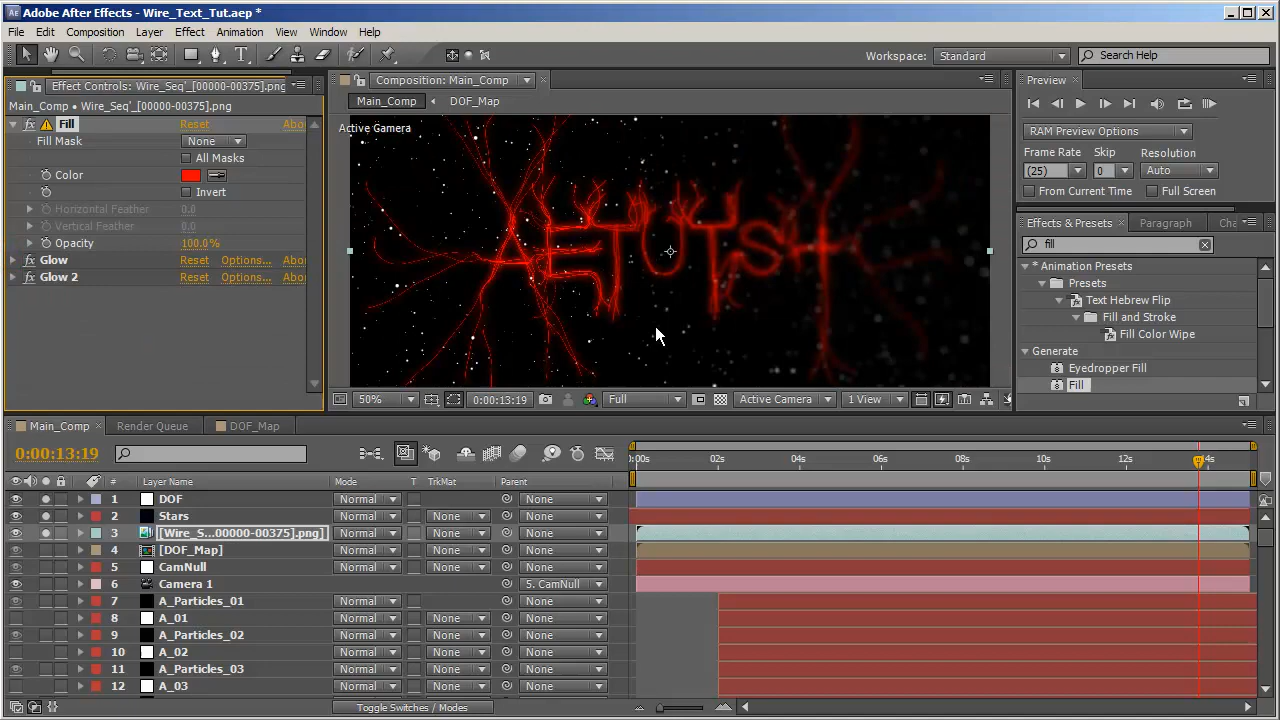 Adobe After Effects - Wire_Text_Tut.aep *
File Edit Composition Layer Effect Animation View Window Help
Workspace: Standard Search Help
Effect Controls: Wire_Seq'_[00000-00375].png
Main_Comp • Wire_Seq'_[00000-00375].png
Fill Reset Abo
Fill Mask None
All Masks
Color
Invert
Horizontal Feather 0.0
Vertical Feather 0.0
Opacity 100.0%
Glow Reset Options... Abo
Glow 2 Reset Options... Abo
Composition: Main_Comp
Main_Comp DOF_Map
Active Camera
AETUTS+
50% 0:00:13:19 Full Active Camera 1 View
Preview
RAM Preview Options
Frame Rate Skip Resolution
(25) 0 Auto
From Current Time Full Screen
Effects & Presets Paragraph Cha
fill
* Animation Presets
Presets
Text Hebrew Flip
Fill and Stroke
Fill Color Wipe
Generate
Eyedropper Fill
Fill
Main_Comp Render Queue DOF_Map
0:00:13:19
:00s 02s 04s 06s 08s 10s 12s 4s
# Layer Name Mode T TrkMat Parent
1 DOF Normal None
2 Stars Normal None None
3 [Wire_S...00000-00375].png] Normal None None
4 [DOF_Map] Normal None None
5 CamNull Normal None None
6 Camera 1 5. CamNull
7 A_Particles_01 Normal None
8 A_01 Normal None None
9 A_Particles_02 Normal None None
10 A_02 Normal None None
11 A_Particles_03 Normal None None
12 A_03 Normal None None
Toggle Switches / Modes